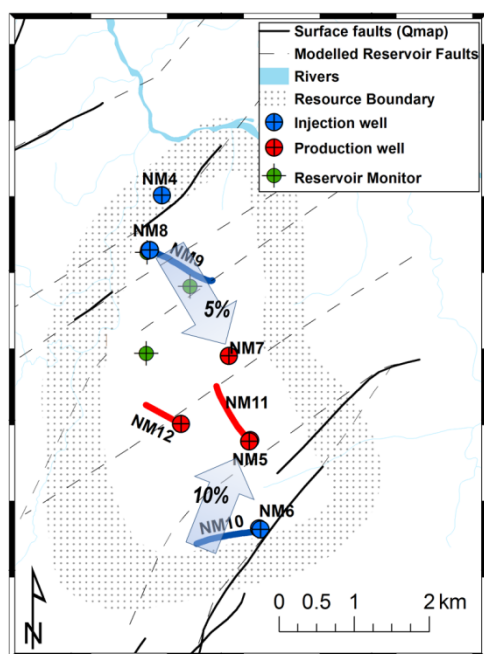 Surface faults (Qmap)
Modelled Reservoir Faults
Rivers
Resource Boundary
Injection well
Production well
Reservoir Monitor
NM4
NM8
NM9
5%
NM7
NM11
NM12
NM5
10%
NM6
NM10
0 0.5 1 2 km
N